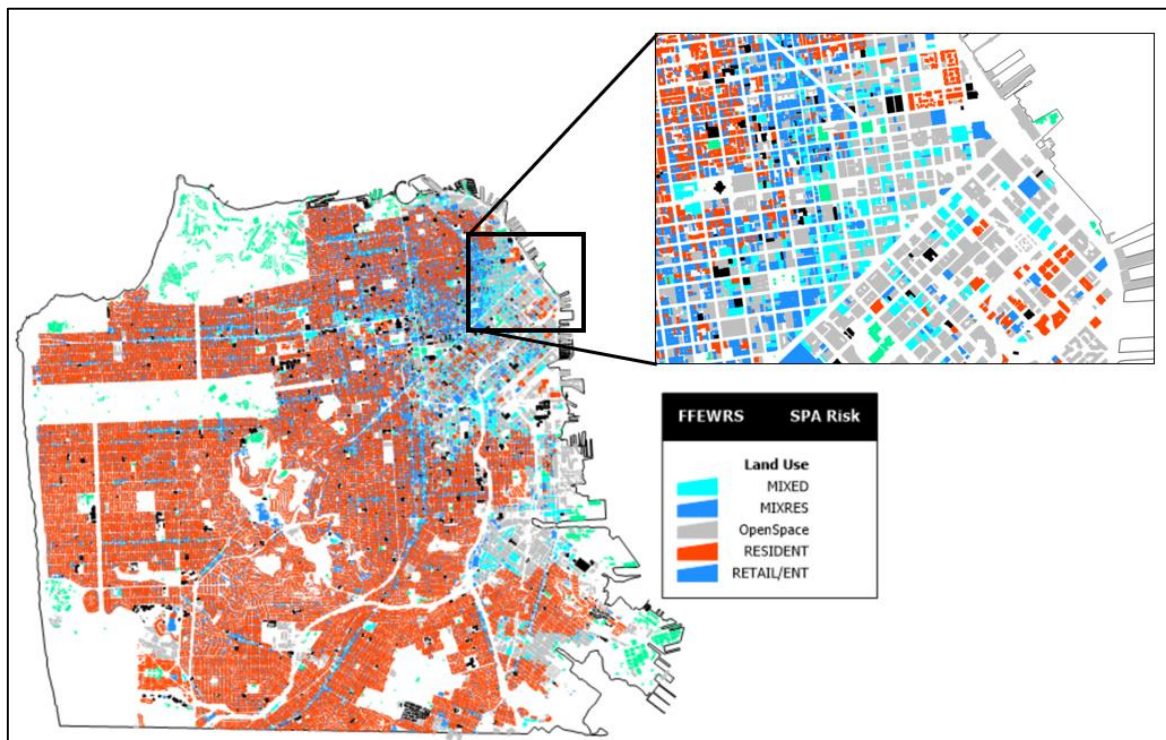 FFEWRS SPA Risk
Land Use
MIXED
MIXRES
OpenSpace
RESIDENT
RETAIL/ENT